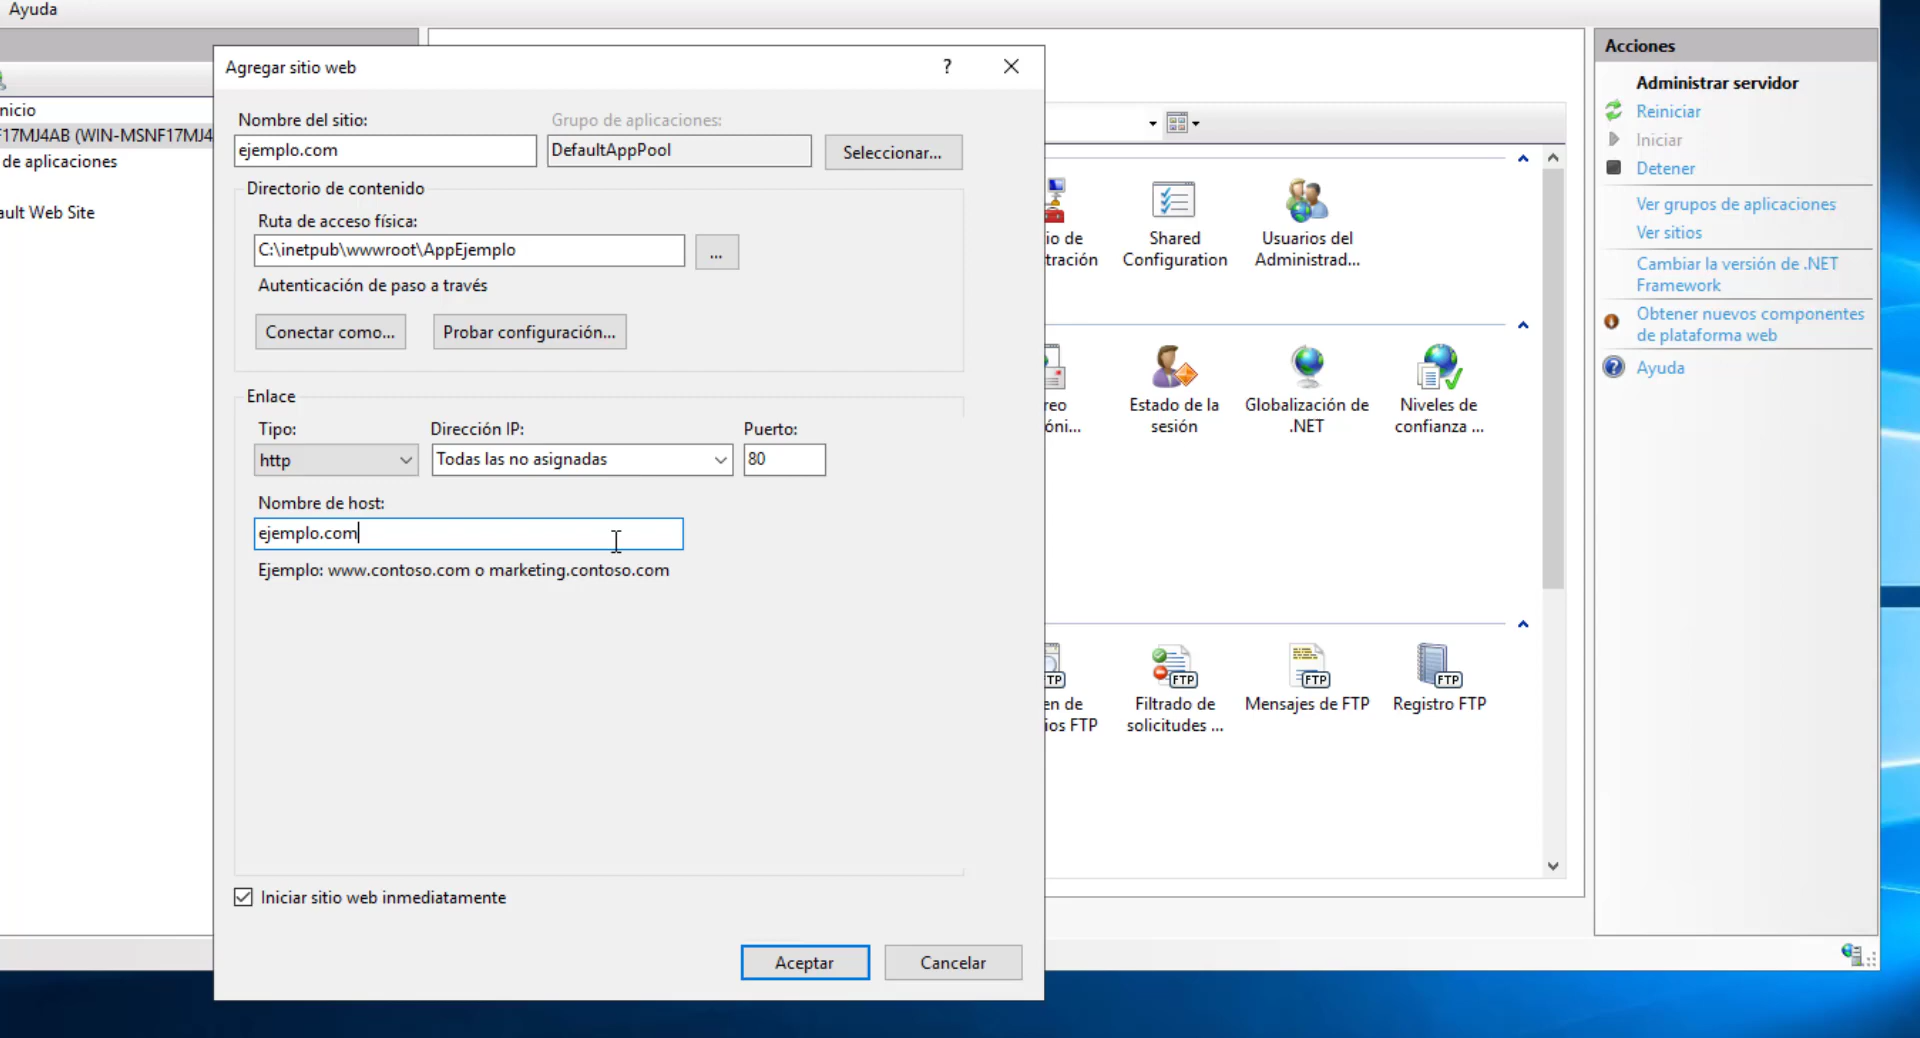 Ayuda
nicio
F17MJ4AB (WIN-MSNF17MJ4
de aplicaciones
ault Web Site
Agregar sitio web
?
Nombre del sitio:
Grupo de aplicaciones:
ejemplo.com
DefaultAppPool
Seleccionar...
Directorio de contenido
Ruta de acceso física:
C:\inetpub\wwwroot\AppEjemplo
...
Autenticación de paso a través
Conectar como...
Probar configuración...
Enlace
Tipo:
Dirección IP:
Puerto:
http
Todas las no asignadas
80
Nombre de host:
ejemplo.com
Ejemplo: www.contoso.com o marketing.contoso.com
Iniciar sitio web inmediatamente
Aceptar
Cancelar
io de
tración
Shared
Configuration
Usuarios del
Administrad...
reo
óni...
Estado de la
sesión
Globalización de
.NET
Niveles de
confianza ...
TP
en de
ios FTP
FTP
Filtrado de
solicitudes ...
FTP
Mensajes de FTP
FTP
Registro FTP
Acciones
Administrar servidor
Reiniciar
Iniciar
Detener
Ver grupos de aplicaciones
Ver sitios
Cambiar la versión de .NET
Framework
Obtener nuevos componentes
de plataforma web
? Ayuda